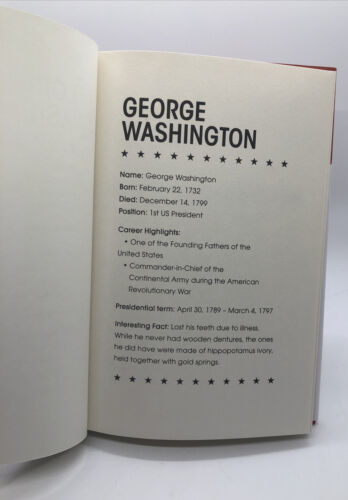 GEORGE
WASHINGTON
★ ★ ★ ★ ★ ★ ★ ★ ★ ★ ★
Name: George Washington
Born: February 22, 1732
Died: December 14, 1799
Position: 1st US President
Career Highlights:
• One of the Founding Fathers of the
United States
• Commander-in-Chief of the
Continental Army during the American
Revolutionary War
Presidential term: April 30, 1789 – March 4, 1797
Interesting Fact: Lost his teeth due to illness.
While he never had wooden dentures, the ones
he did have were made of hippopotamus ivory,
held together with gold springs.
★ ★ ★ ★ ★ ★ ★ ★ ★ ★ ★